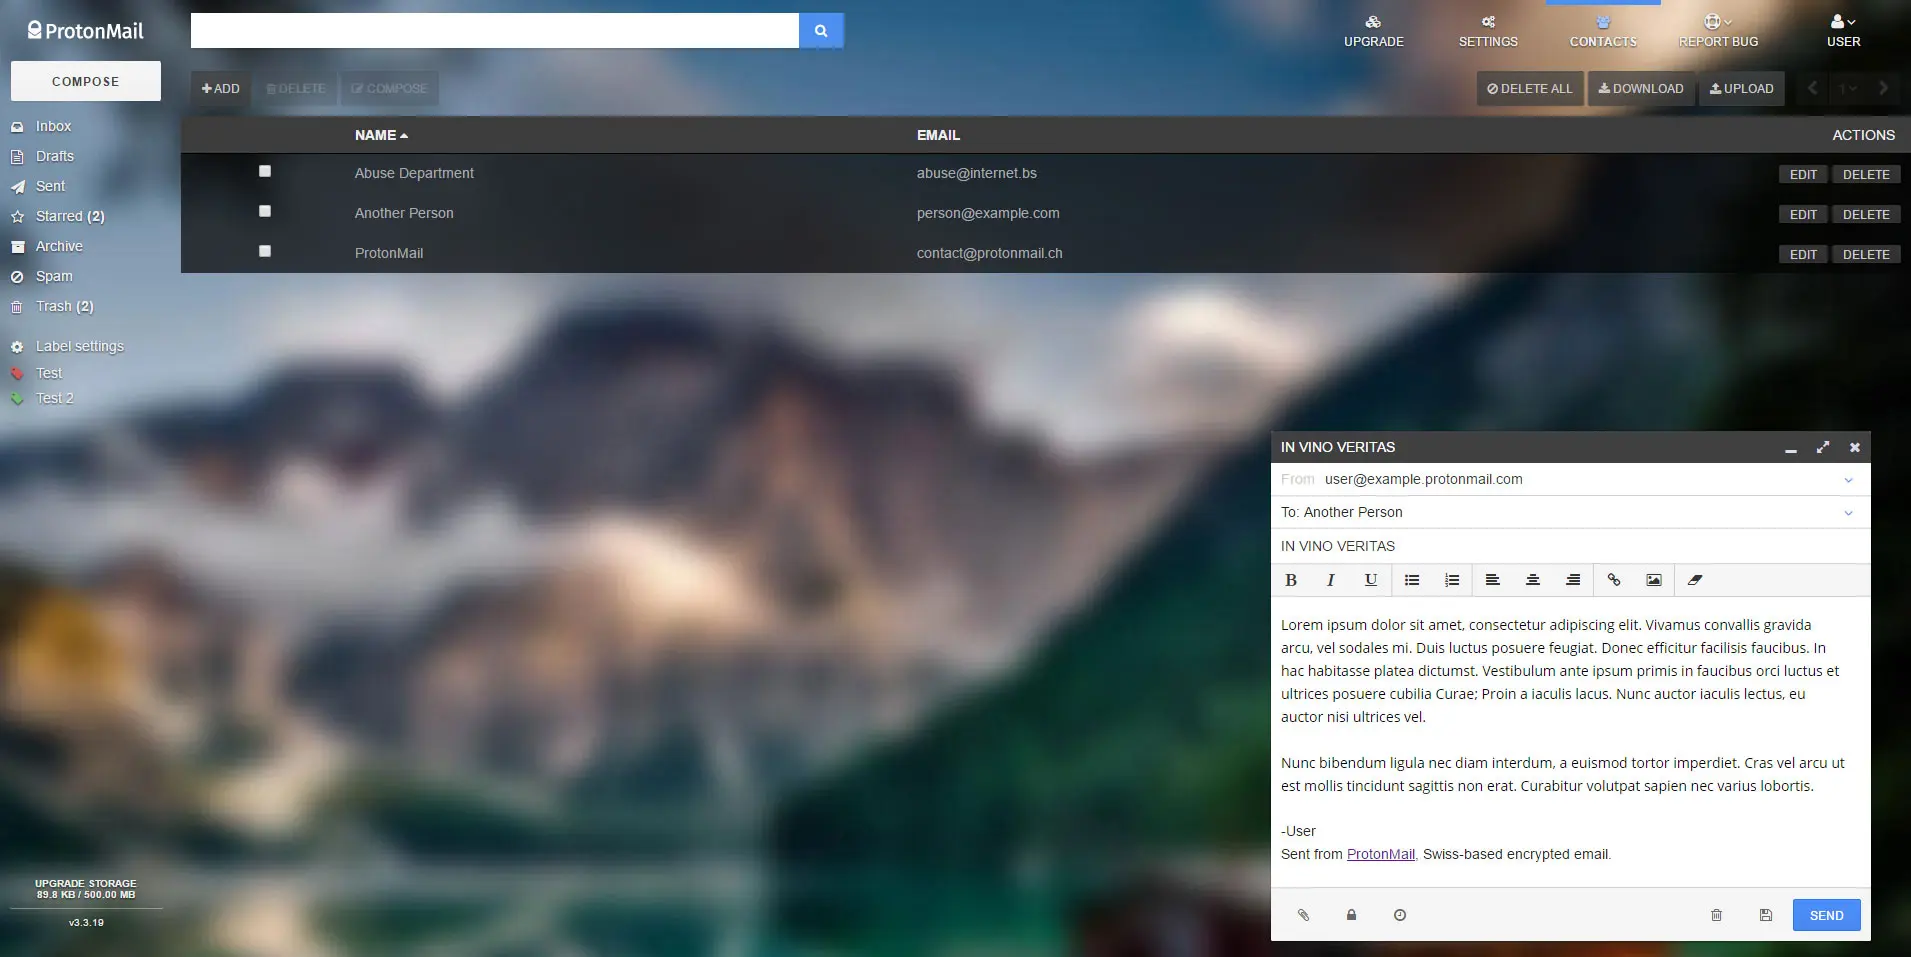 ProtonMail
UPGRADE
SETTINGS
CONTACTS
REPORT BUG
USER
COMPOSE
ADD
DELETE
COMPOSE
DELETE ALL
DOWNLOAD
UPLOAD
1
NAME
EMAIL
ACTIONS
Abuse Department
abuse@internet.bs
EDIT
DELETE
Another Person
person@example.com
EDIT
DELETE
ProtonMail
contact@protonmail.ch
EDIT
DELETE
Inbox
Drafts
Sent
Starred (2)
Archive
Spam
Trash (2)
Label settings
Test
Test 2
UPGRADE STORAGE
89.8 KB / 500.00 MB
v3.3.19
IN VINO VERITAS
From user@example.protonmail.com
To: Another Person
IN VINO VERITAS
B I U
Lorem ipsum dolor sit amet, consectetur adipiscing elit. Vivamus convallis gravida
arcu, vel sodales mi. Duis luctus posuere feugiat. Donec efficitur facilisis faucibus. In
hac habitasse platea dictumst. Vestibulum ante ipsum primis in faucibus orci luctus et
ultrices posuere cubilia Curae; Proin a iaculis lacus. Nunc auctor iaculis lectus, eu
auctor nisi ultrices vel.
Nunc bibendum ligula nec diam interdum, a euismod tortor imperdiet. Cras vel arcu ut
est mollis tincidunt sagittis non erat. Curabitur volutpat sapien nec varius lobortis.
-User
Sent from ProtonMail, Swiss-based encrypted email.
SEND